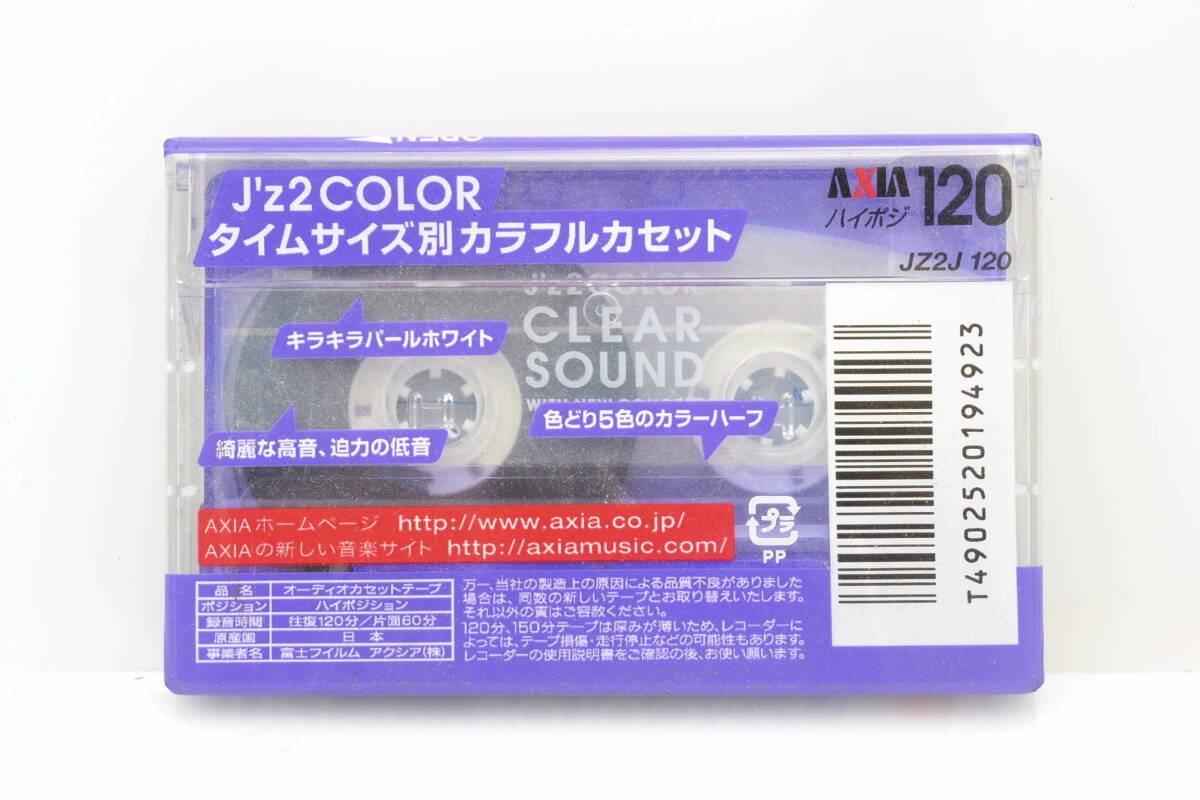 OPEN
J'z2 COLOR
タイムサイズ別カラフルカセット
AXIA 120
ハイポジ
JZ2J 120
J'z2 COLOR
CLEAR
SOUND
キラキラパールホワイト
色どり5色のカラーハーフ
綺麗な高音、迫力の低音
AXIAホームページ http://www.axia.co.jp/
AXIAの新しい音楽サイト http://axiamusic.com/
プラ
PP
T4902520194923
品名 オーディオカセットテープ
ポジション ハイポジション
録音時間 往復120分/片面60分
原産国 日本
事業者名 富士フイルム アクシア(株)
万一、当社の製造上の原因による品質不良がありました
場合は、同数の新しいテープとお取り替えいたします。
それ以外の責はご容赦ください。
120分、150分テープは厚みが薄いため、レコーダーに
よっては、テープ損傷・走行停止などの可能性もあります。
レコーダーの使用説明書をご確認の後、お使い願います。